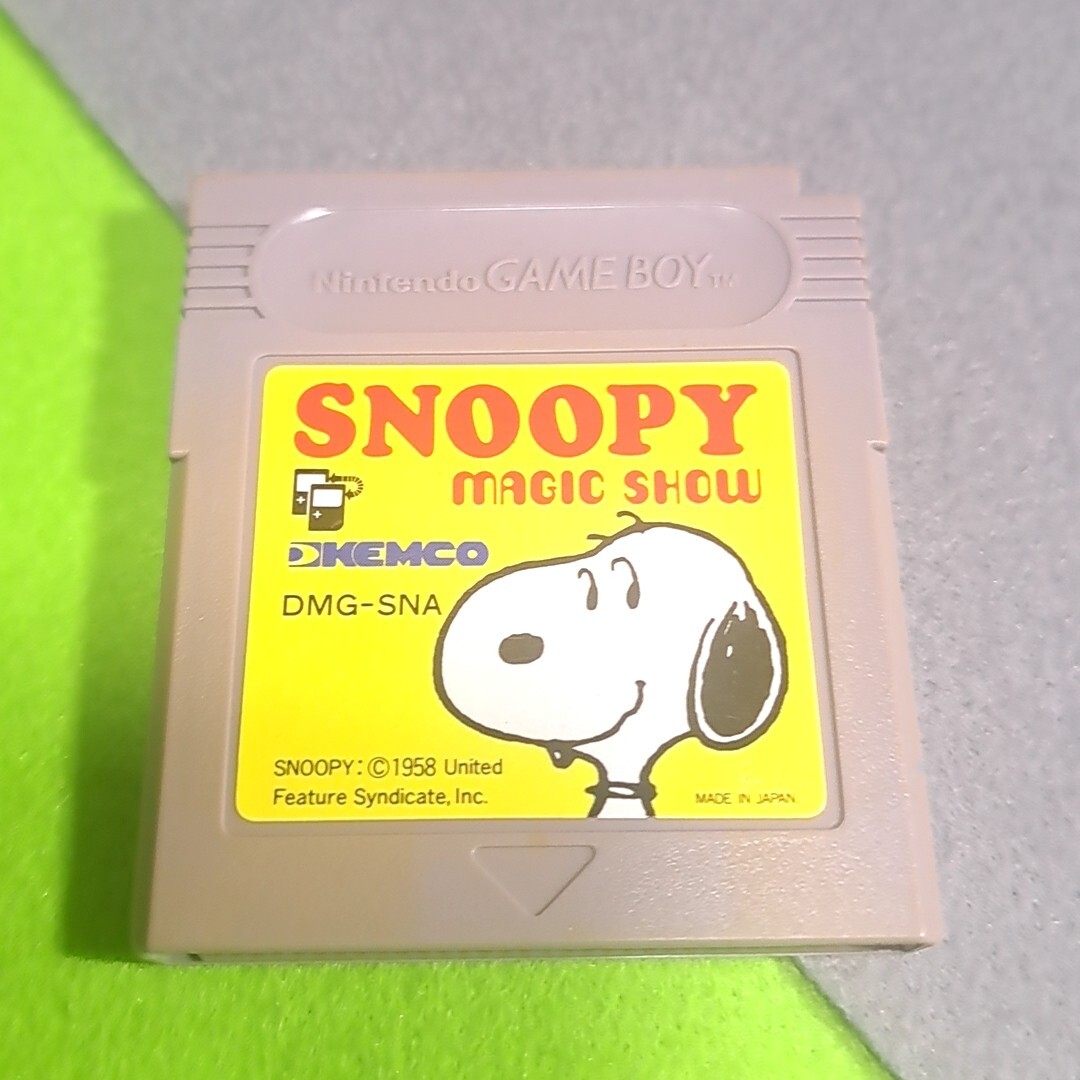 Nintendo GAME BOY TM
SNOOPY
MAGIC SHOW
KEMCO
DMG-SNA
SNOOPY: ©1958 United
Feature Syndicate, Inc.
MADE IN JAPAN